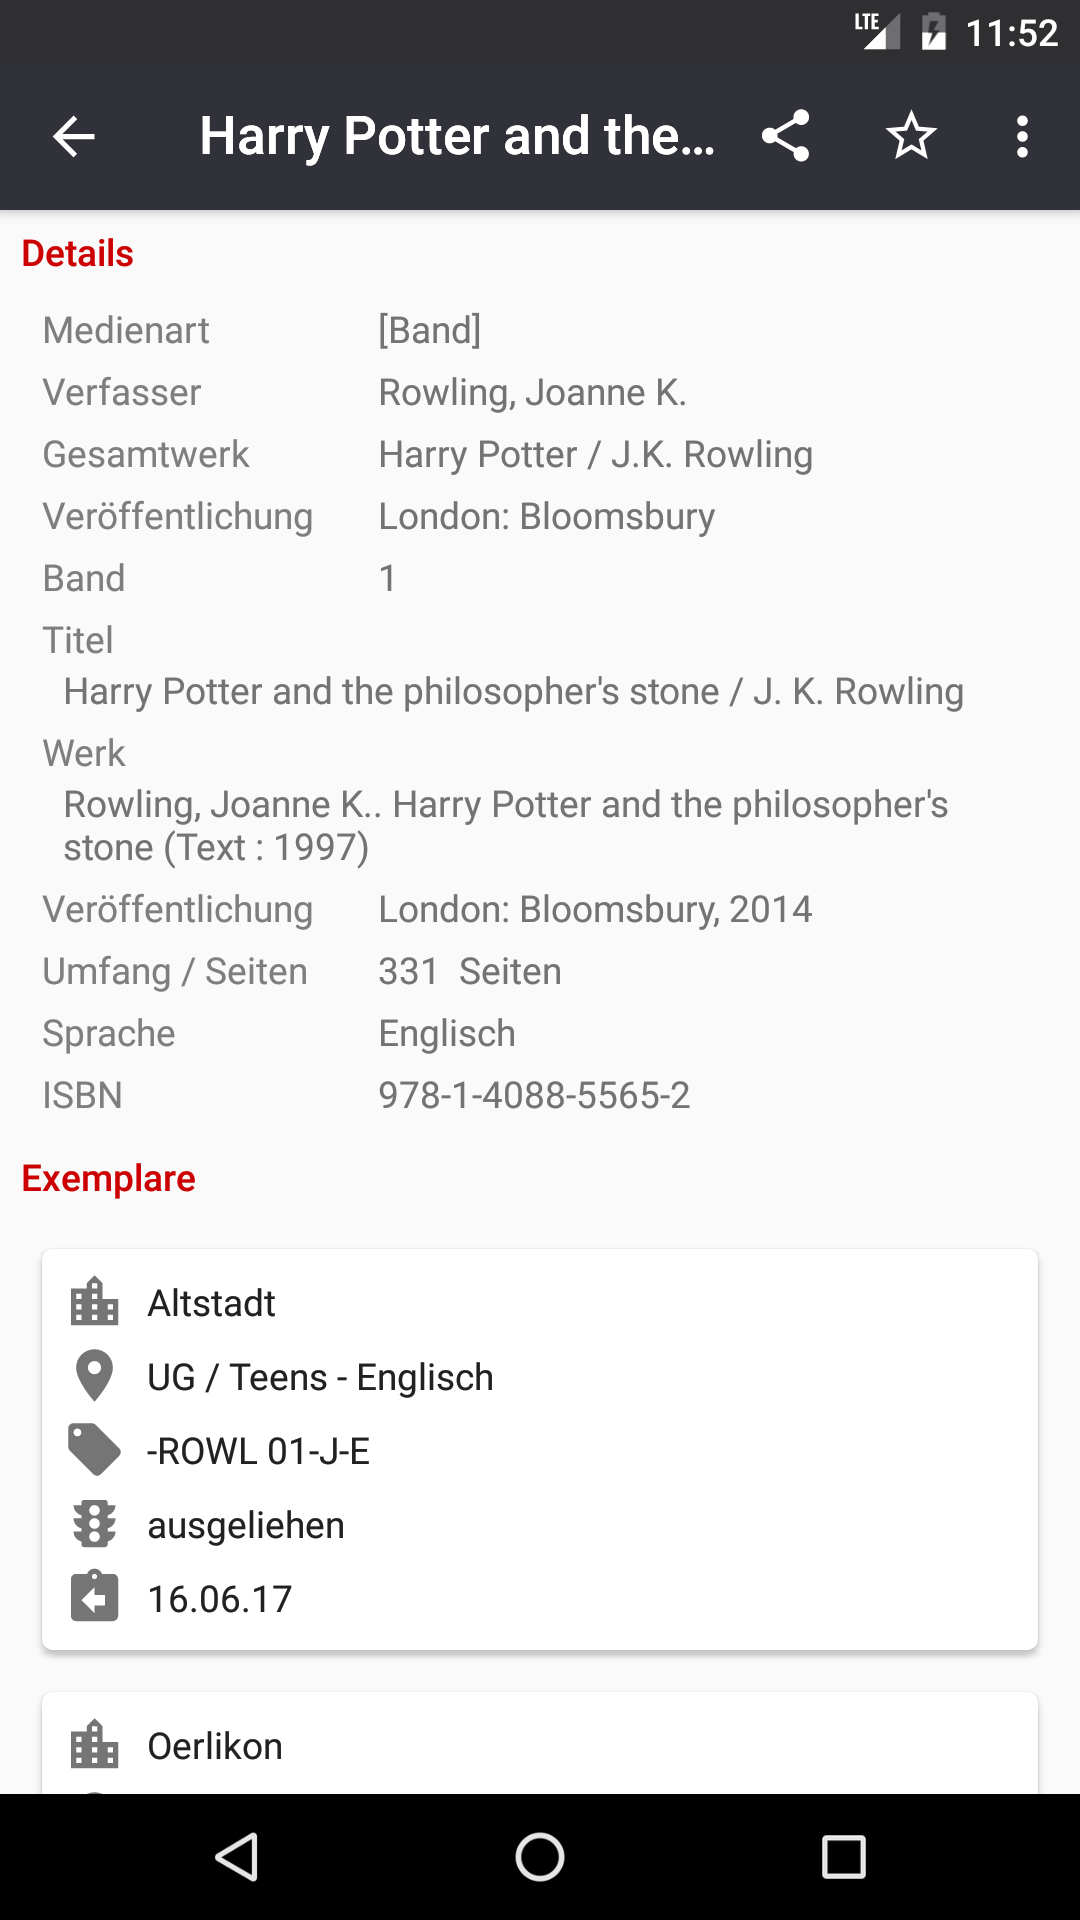 LTE 11:52
Harry Potter and the...
Details
Medienart [Band]
Verfasser Rowling, Joanne K.
Gesamtwerk Harry Potter / J.K. Rowling
Veröffentlichung London: Bloomsbury
Band 1
Titel
Harry Potter and the philosopher's stone / J. K. Rowling
Werk
Rowling, Joanne K.. Harry Potter and the philosopher's
stone (Text : 1997)
Veröffentlichung London: Bloomsbury, 2014
Umfang / Seiten 331  Seiten
Sprache Englisch
ISBN 978-1-4088-5565-2
Exemplare
Altstadt
UG / Teens - Englisch
-ROWL 01-J-E
ausgeliehen
16.06.17
Oerlikon